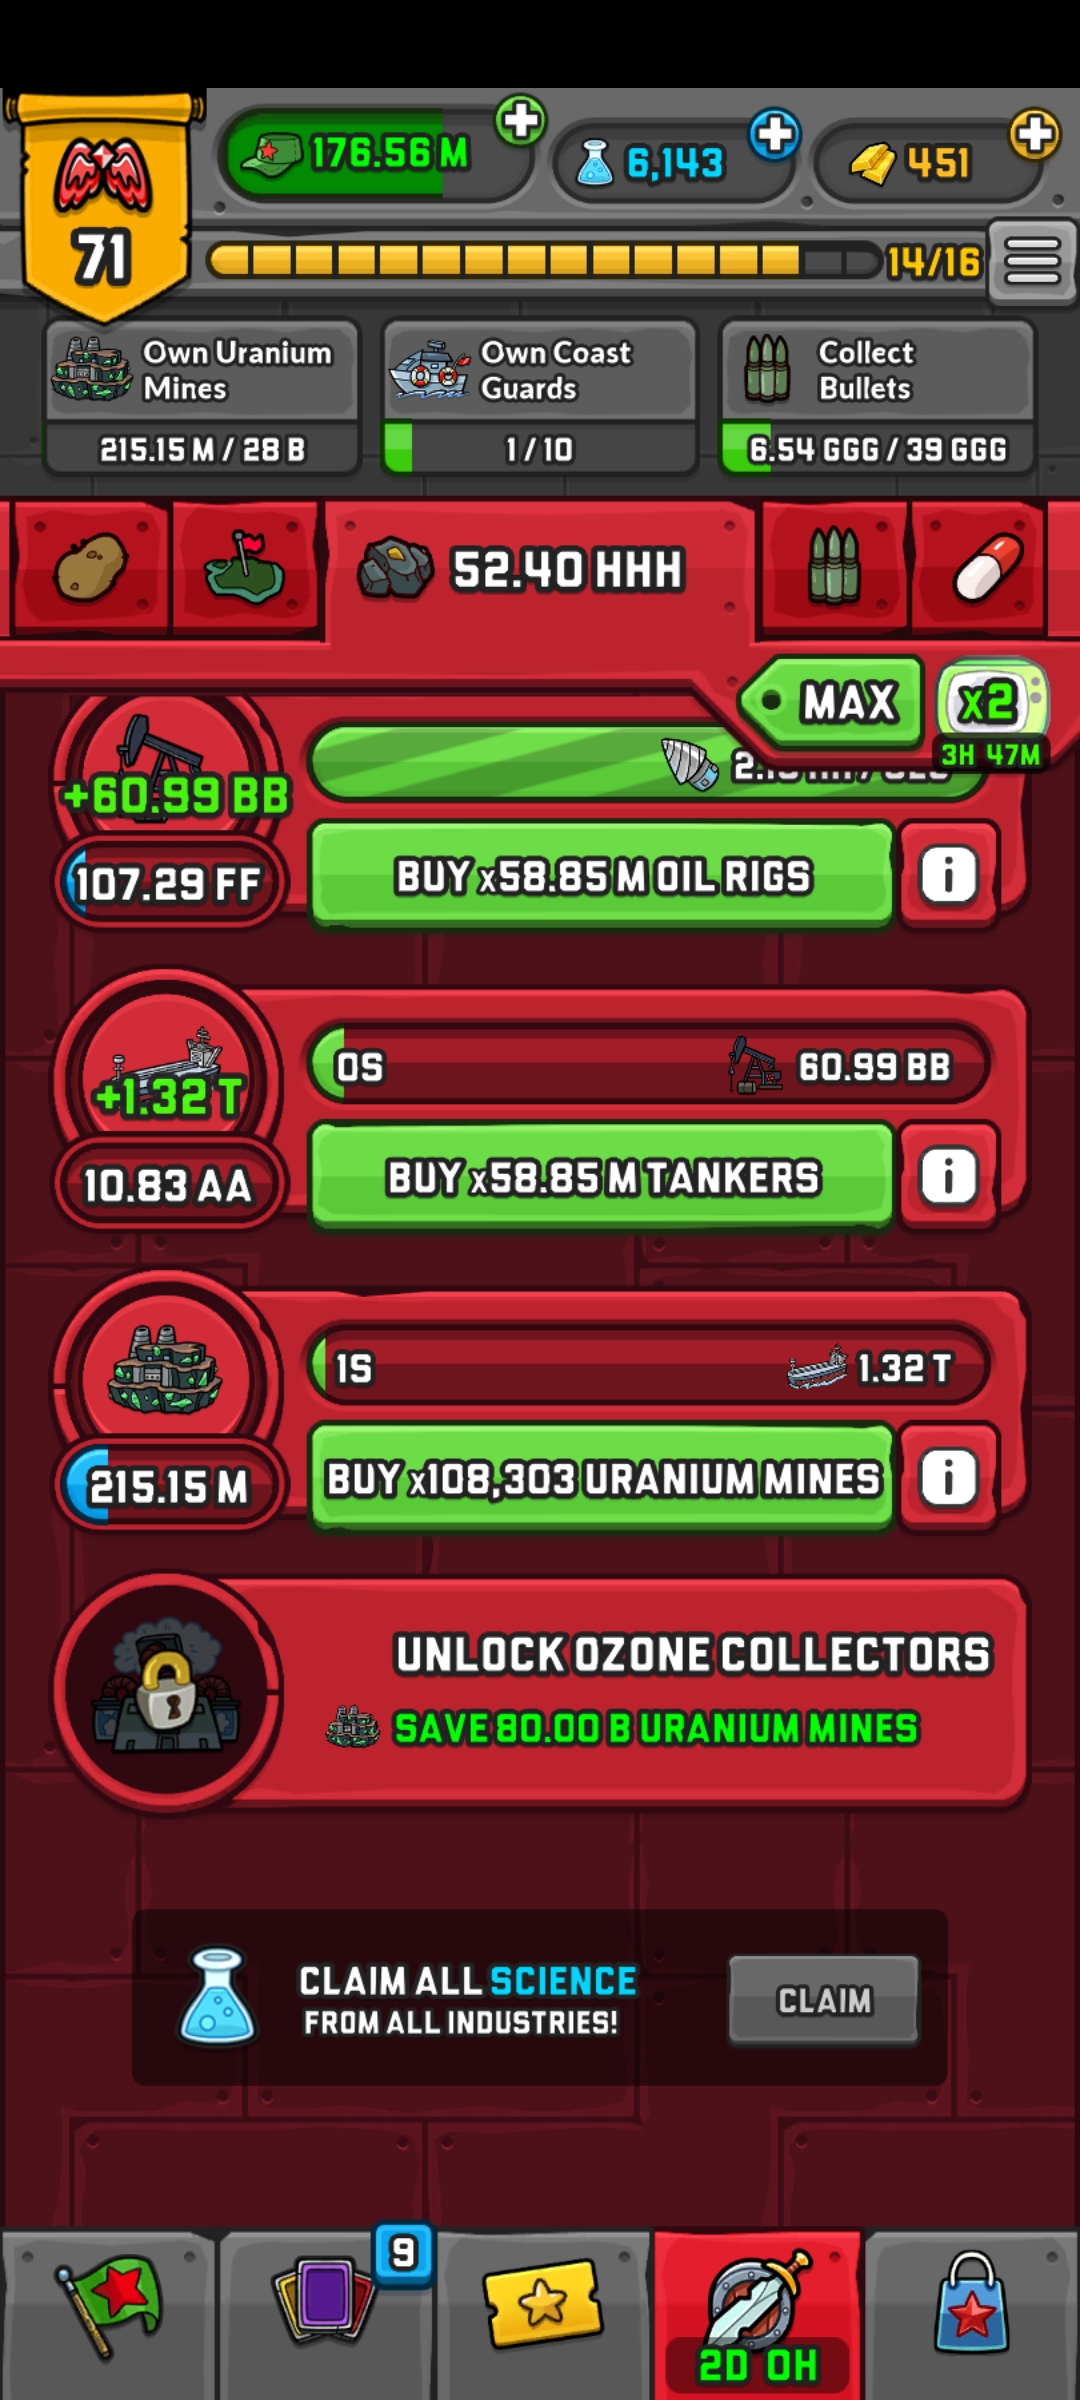 71
176.56 M
6,143
451
14/16
Own Uranium
Mines
215.15 M / 28 B
Own Coast
Guards
1 / 10
Collect
Bullets
6.54 GGG / 39 GGG
52.40 HHH
MAX
x2
3H 47M
+60.99 BB
107.29 FF
BUY x58.85 M OIL RIGS
i
+1.32 T
0S
60.99 BB
10.83 AA
BUY x58.85 M TANKERS
i
1S
1.32 T
215.15 M
BUY x108,303 URANIUM MINES
i
UNLOCK OZONE COLLECTORS
SAVE 80.00 B URANIUM MINES
CLAIM ALL SCIENCE
FROM ALL INDUSTRIES!
CLAIM
9
2D 0H